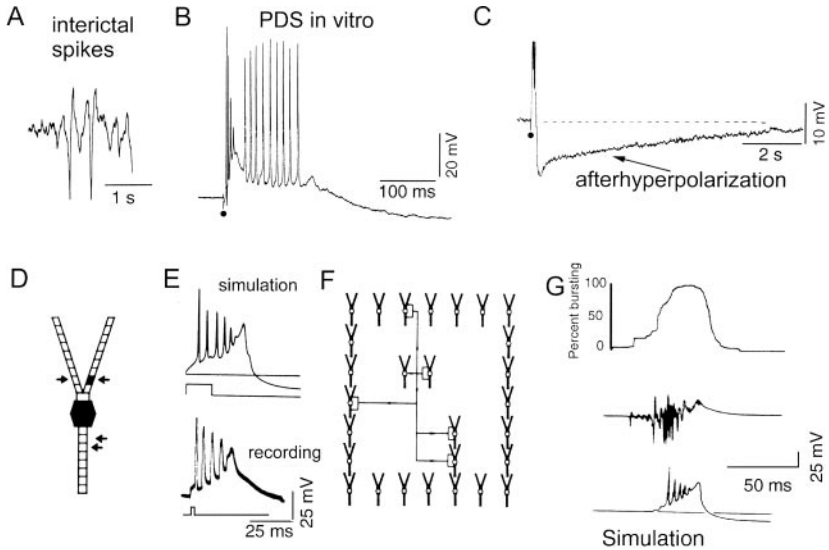 A
interictal
spikes
1 s
B
PDS in vitro
20 mV
100 ms
C
10 mV
2 s
afterhyperpolarization
D
E
simulation
recording
25 mV
25 ms
F
G
Percent bursting
100
50
0
25 mV
50 ms
Simulation